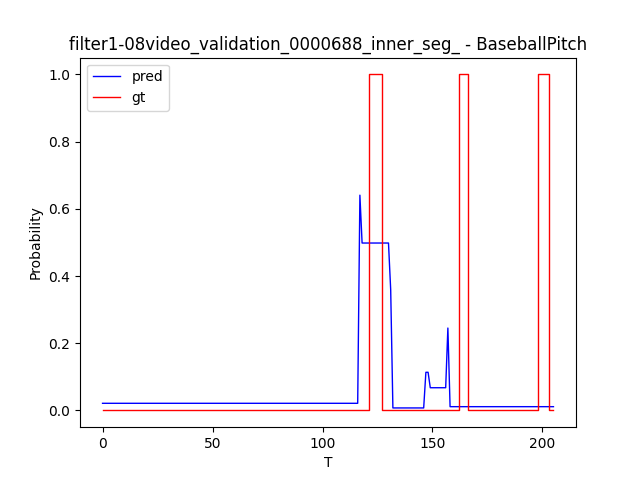 filter1-08video_validation_0000688_inner_seg_ - BaseballPitch
pred
gt
1.0
0.8
0.6
0.4
0.2
0.0
Probability
0
50
100
150
200
T